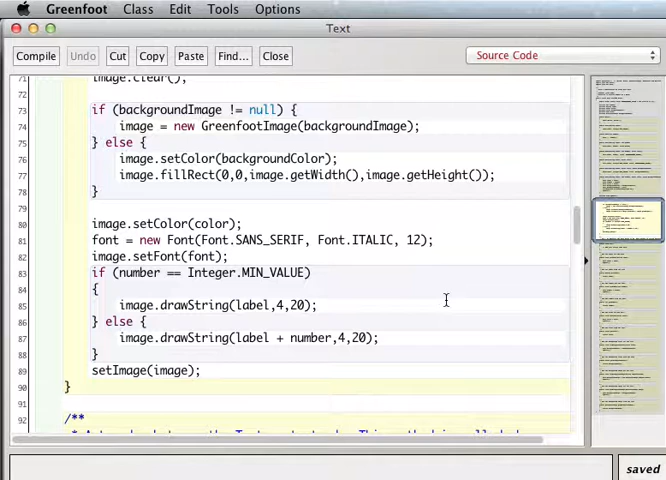 Greenfoot Class Edit Tools Options
Text
Compile Undo Cut Copy Paste Find... Close Source Code
71 image.clear();
72
73 if (backgroundImage != null) {
74 image = new GreenfootImage(backgroundImage);
75 } else {
76 image.setColor(backgroundColor);
77 image.fillRect(0,0,image.getWidth(),image.getHeight());
78 }
79
80 image.setColor(color);
81 font = new Font(Font.SANS_SERIF, Font.ITALIC, 12);
82 image.setFont(font);
83 if (number == Integer.MIN_VALUE)
84 {
85 image.drawString(label,4,20);
86 } else {
87 image.drawString(label + number,4,20);
88 }
89 setImage(image);
90 }
91
92 /**
saved